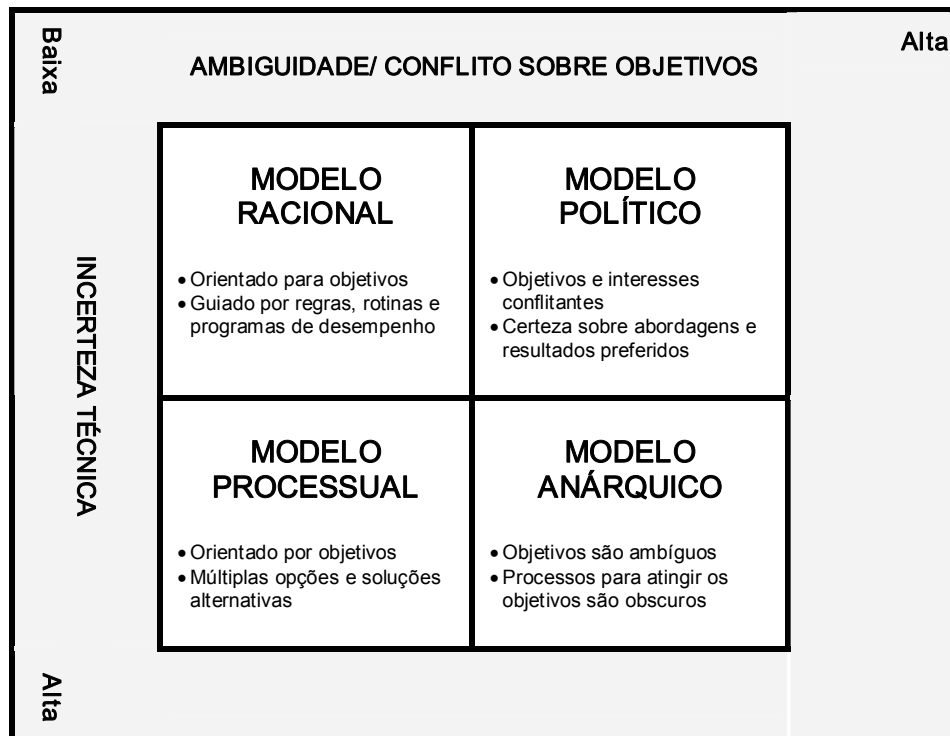 Baixa
AMBIGUIDADE/ CONFLITO SOBRE OBJETIVOS
Alta
INCERTEZA TÉCNICA
MODELO
RACIONAL
• Orientado para objetivos
• Guiado por regras, rotinas e
programas de desempenho
MODELO
POLÍTICO
• Objetivos e interesses
conflitantes
• Certeza sobre abordagens e
resultados preferidos
MODELO
PROCESSUAL
• Orientado por objetivos
• Múltiplas opções e soluções
alternativas
MODELO
ANÁRQUICO
• Objetivos são ambíguos
• Processos para atingir os
objetivos são obscuros
Alta